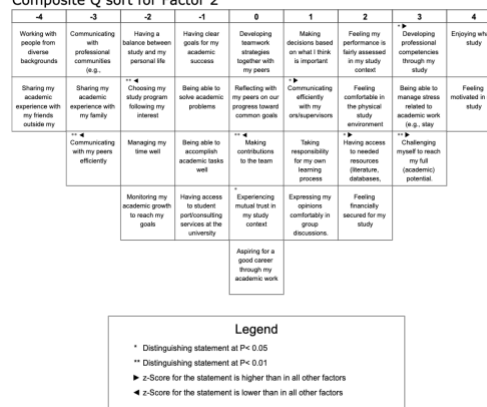 Composite Q sort for Factor 2
-4 -3 -2 -1 0 1 2 3 4
Working with people from diverse backgrounds
Communicating with professional communities (e.g.,
Having a balance between study and my personal life
Having clear goals for my academic success
Developing teamwork strategies together with my peers
Making decisions based on what I think is important
Feeling my performance is fairly assessed in my study context
* ▶
Developing professional competencies through my study
Enjoying wh
study
Sharing my academic experience with my friends outside my
Sharing my academic experience with my family
** ◀
Choosing my study program following my interest
Being able to solve academic problems
Reflecting with my peers on our progress toward common goals
* ▶
Communicating efficiently with my
ors/supervisors
Feeling comfortable in the physical study environment
Being able to manage stress related to academic work (e.g., stay
Feeling motivated in
study
** ◀
Communicating with my peers efficiently
Managing my time well
Being able to accomplish academic tasks well
** ◀
Making contributions to the team
Taking responsibility for my own learning process
* ▶
Having access to needed resources (literature, databases,
** ▶
Challenging myself to reach my full (academic) potential.
Monitoring my academic growth to reach my goals
Having access to student
port/consulting services at the university
*
Experiencing mutual trust in my study context
Expressing my opinions comfortably in group discussions.
Feeling financially secured for my study
Aspiring for a good career through my academic work
Legend
* Distinguishing statement at P< 0.05
** Distinguishing statement at P< 0.01
▶ z-Score for the statement is higher than in all other factors
◀ z-Score for the statement is lower than in all other factors